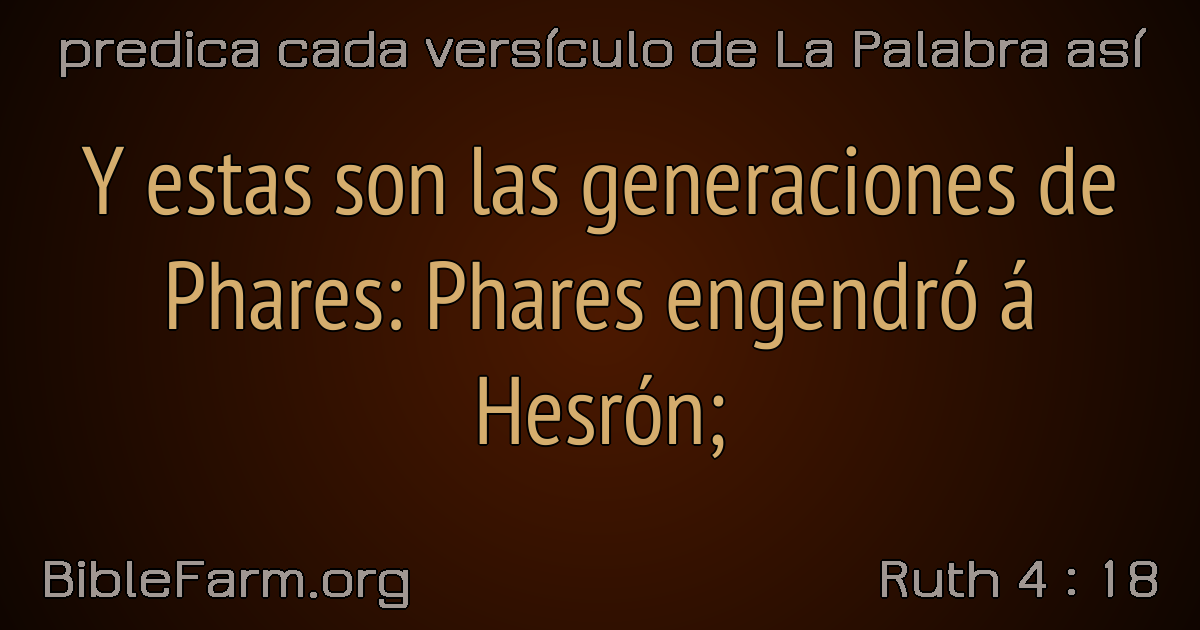 predica cada versículo de La Palabra así
Y estas son las generaciones de
Phares: Phares engendró á
Hesrón;
BibleFarm.org
Ruth 4 : 18